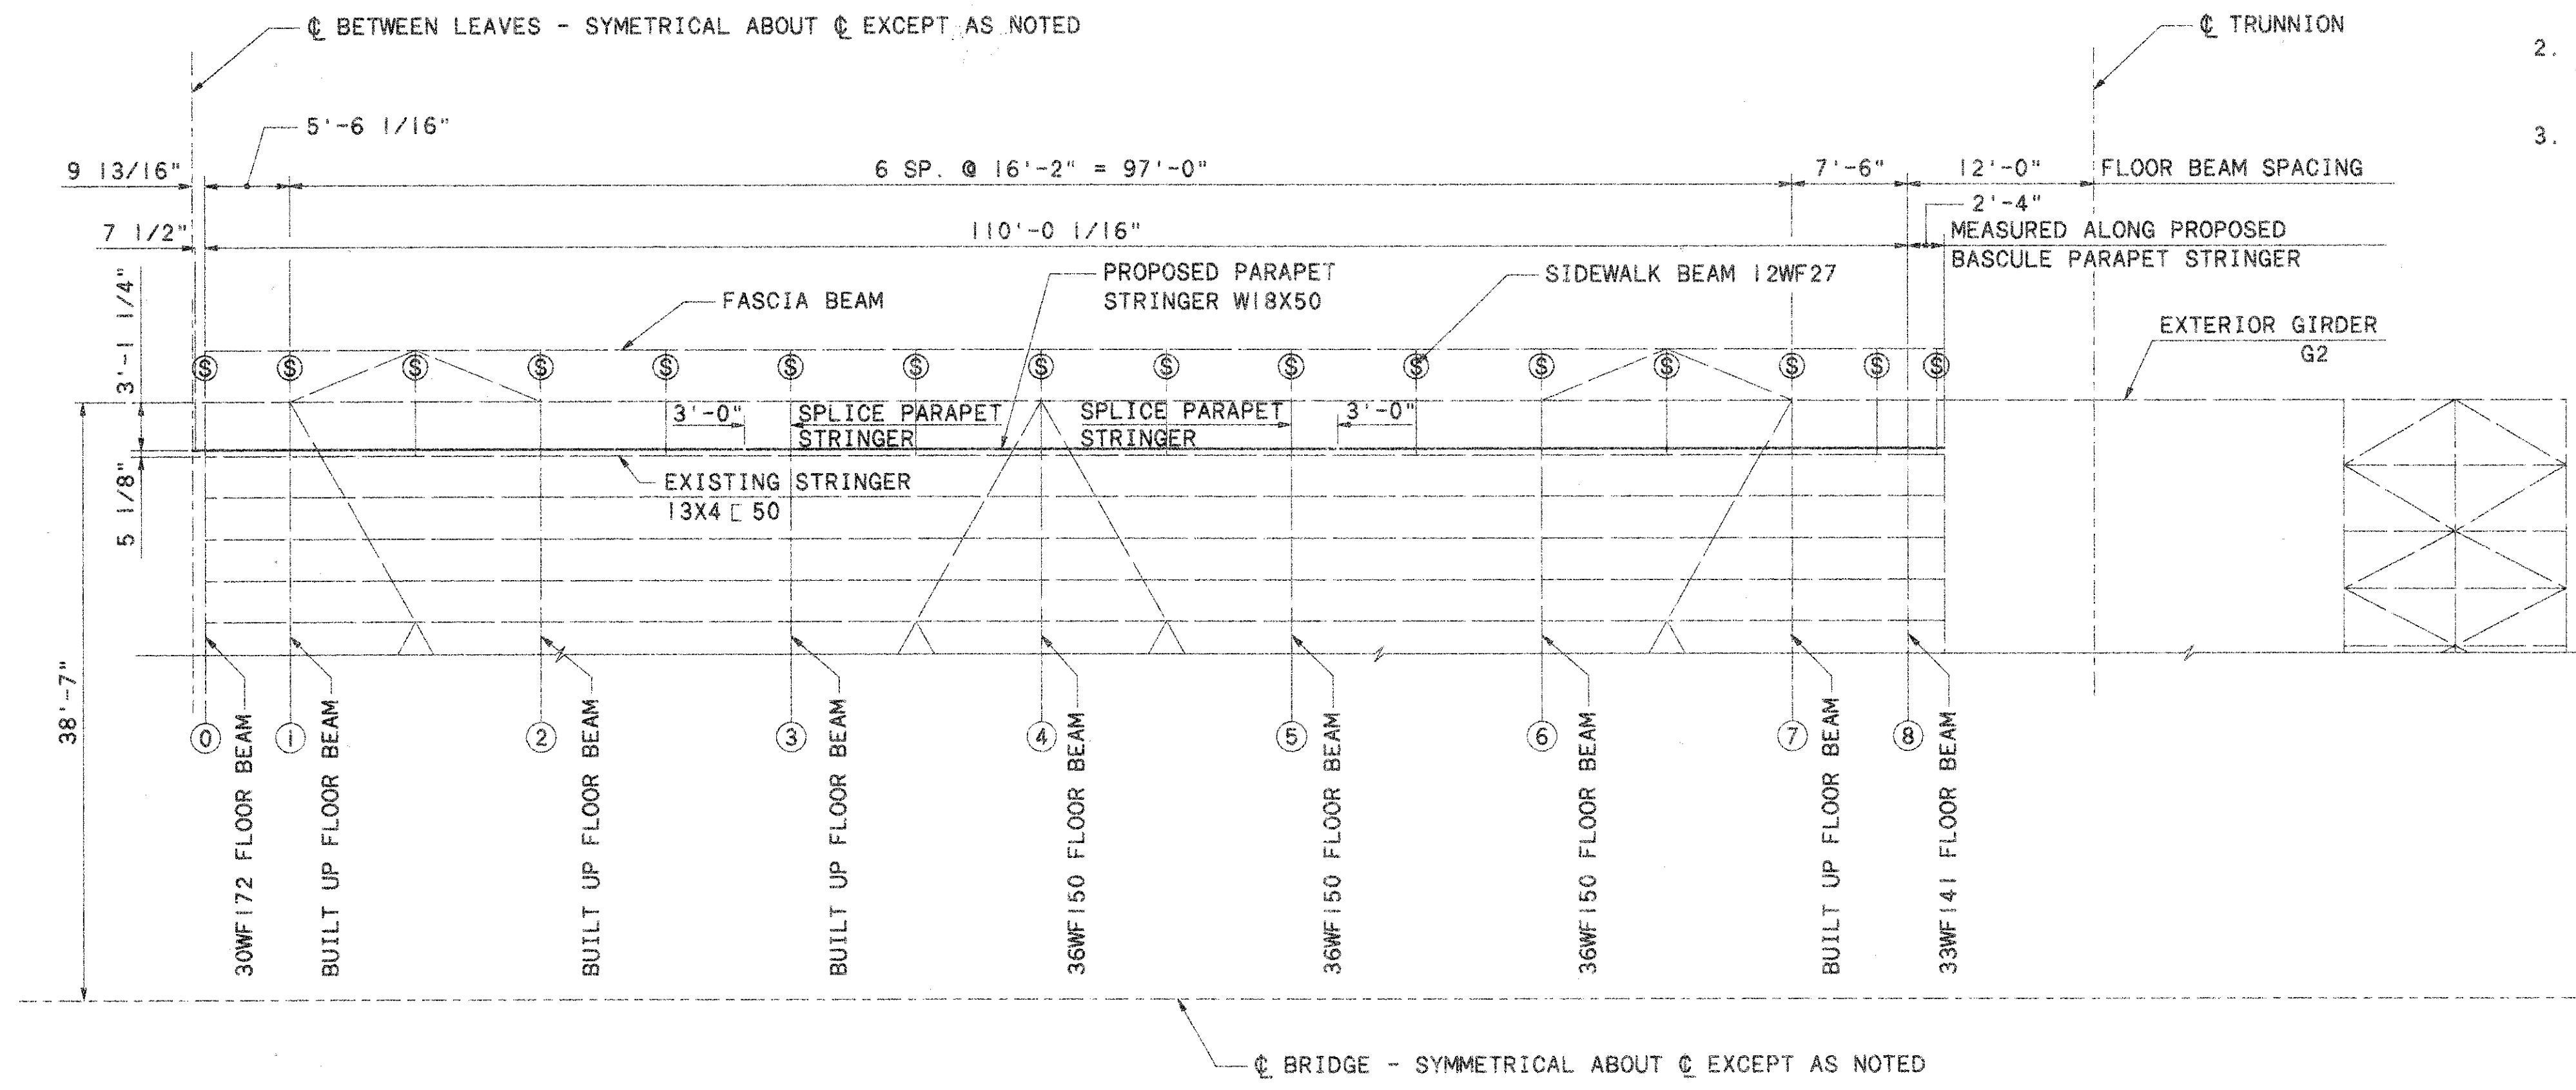 ℄ BETWEEN LEAVES - SYMETRICAL ABOUT ℄ EXCEPT AS NOTED
℄ TRUNNION
2.
5'-6 1/16"
3.
9 13/16"
6 SP. @ 16'-2" = 97'-0"
7'-6"
12'-0"
FLOOR BEAM SPACING
2'-4"
7 1/2"
110'-0 1/16"
MEASURED ALONG PROPOSED
BASCULE PARAPET STRINGER
3'-1 1/4"
PROPOSED PARAPET
STRINGER W18X50
SIDEWALK BEAM 12WF27
FASCIA BEAM
EXTERIOR GIRDER
G2
S S S S S S S S S S S S S S S S
3'-0"
SPLICE PARAPET
STRINGER
SPLICE PARAPET
STRINGER
3'-0"
EXISTING STRINGER
13X4 [ 50
5 1/8"
38'-7"
0 1 2 3 4 5 6 7 8
30WF172 FLOOR BEAM
BUILT UP FLOOR BEAM
BUILT UP FLOOR BEAM
BUILT UP FLOOR BEAM
36WF150 FLOOR BEAM
36WF150 FLOOR BEAM
36WF150 FLOOR BEAM
BUILT UP FLOOR BEAM
33WF141 FLOOR BEAM
℄ BRIDGE - SYMMETRICAL ABOUT ℄ EXCEPT AS NOTED